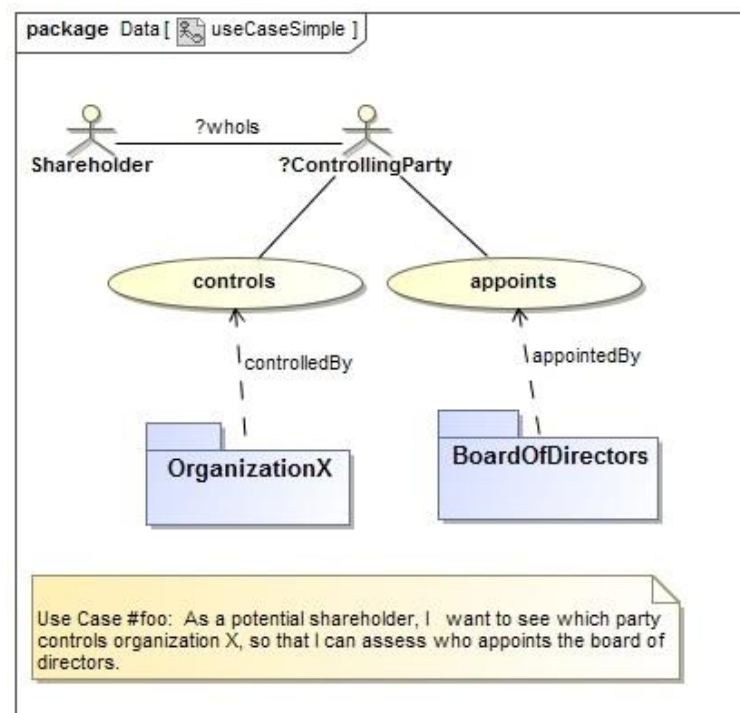 package Data [ useCaseSimple ]
?whoIs
Shareholder
?ControllingParty
controls
appoints
controlledBy
appointedBy
OrganizationX
BoardOfDirectors
Use Case #foo: As a potential shareholder, I want to see which party
controls organization X, so that I can assess who appoints the board of
directors.